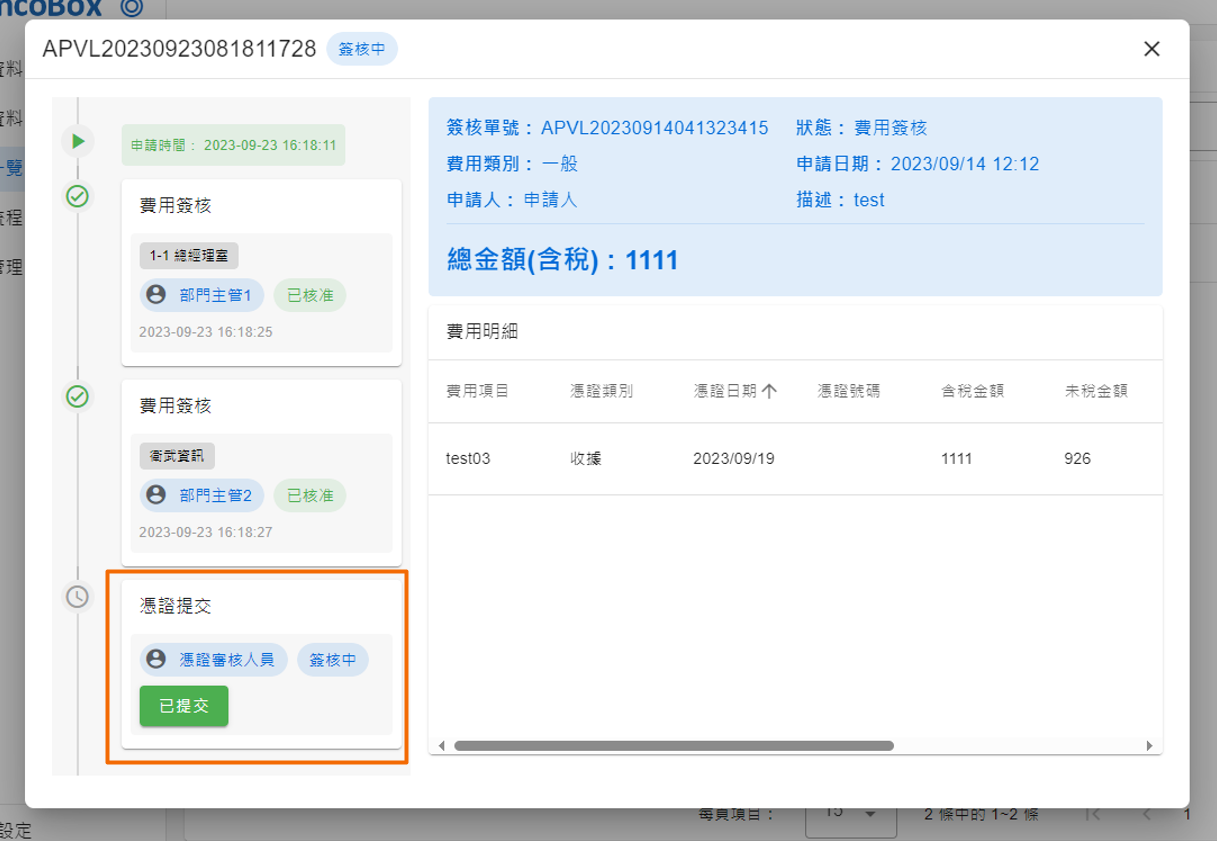 APVL20230923081811728 簽核中
申請時間： 2023-09-23 16:18:11
費用簽核
1-1 總經理室
部門主管1 已核准
2023-09-23 16:18:25
費用簽核
衛武資訊
部門主管2 已核准
2023-09-23 16:18:27
憑證提交
憑證審核人員 簽核中
已提交
簽核單號： APVL20230914041323415 狀態： 費用簽核
費用類別： 一般 申請日期： 2023/09/14 12:12
申請人： 申請人 描述： test
總金額(含稅)：1111
費用明細
費用項目 憑證類別 憑證日期 憑證號碼 含稅金額 未稅金額
test03 收據 2023/09/19 1111 926
每頁項目： 15 2 條中的 1~2 條 1
資料
資料
一覽
流程
管理
設定